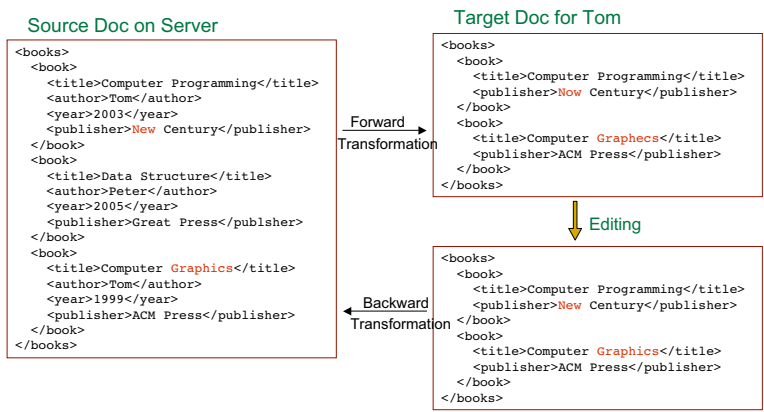 Source Doc on Server
<books>
<book>
<title>Computer Programming</title>
<author>Tom</author>
<year>2003</year>
<publisher>New Century</publisher>
</book>
<book>
<title>Data Structure</title>
<author>Peter</author>
<year>2005</year>
<publisher>Great Press</publsher>
</book>
<book>
<title>Computer Graphics</title>
<author>Tom</author>
<year>1999</year>
<publisher>ACM Press</publisher>
</book>
</books>
Forward
Transformation
Target Doc for Tom
<books>
<book>
<title>Computer Programming</title>
<publisher>Now Century</publisher>
</book>
<book>
<title>Computer Graphecs</title>
<publisher>ACM Press</publisher>
</book>
</books>
Editing
<books>
<book>
<title>Computer Programming</title>
<publisher>New Century</publisher>
</book>
<book>
<title>Computer Graphics</title>
<publisher>ACM Press</publisher>
</book>
</books>
Backward
Transformation